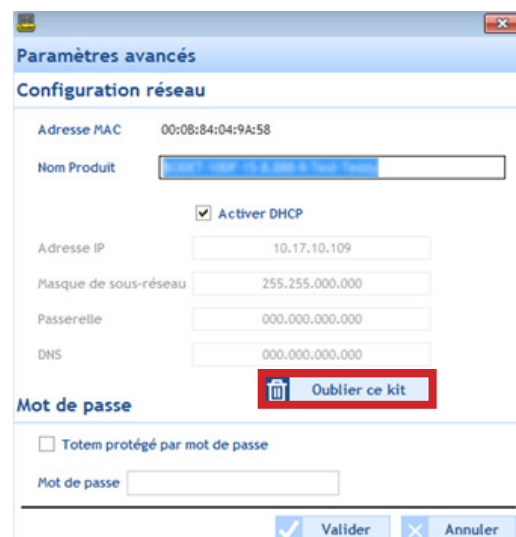 Paramètres avancés
Configuration réseau
Adresse MAC 00:0B:84:04:9A:58
Nom Produit
Activer DHCP
Adresse IP 10.17.10.109
Masque de sous-réseau 255.255.000.000
Passerelle 000.000.000.000
DNS 000.000.000.000
Oublier ce kit
Mot de passe
Totem protégé par mot de passe
Mot de passe
Valider Annuler